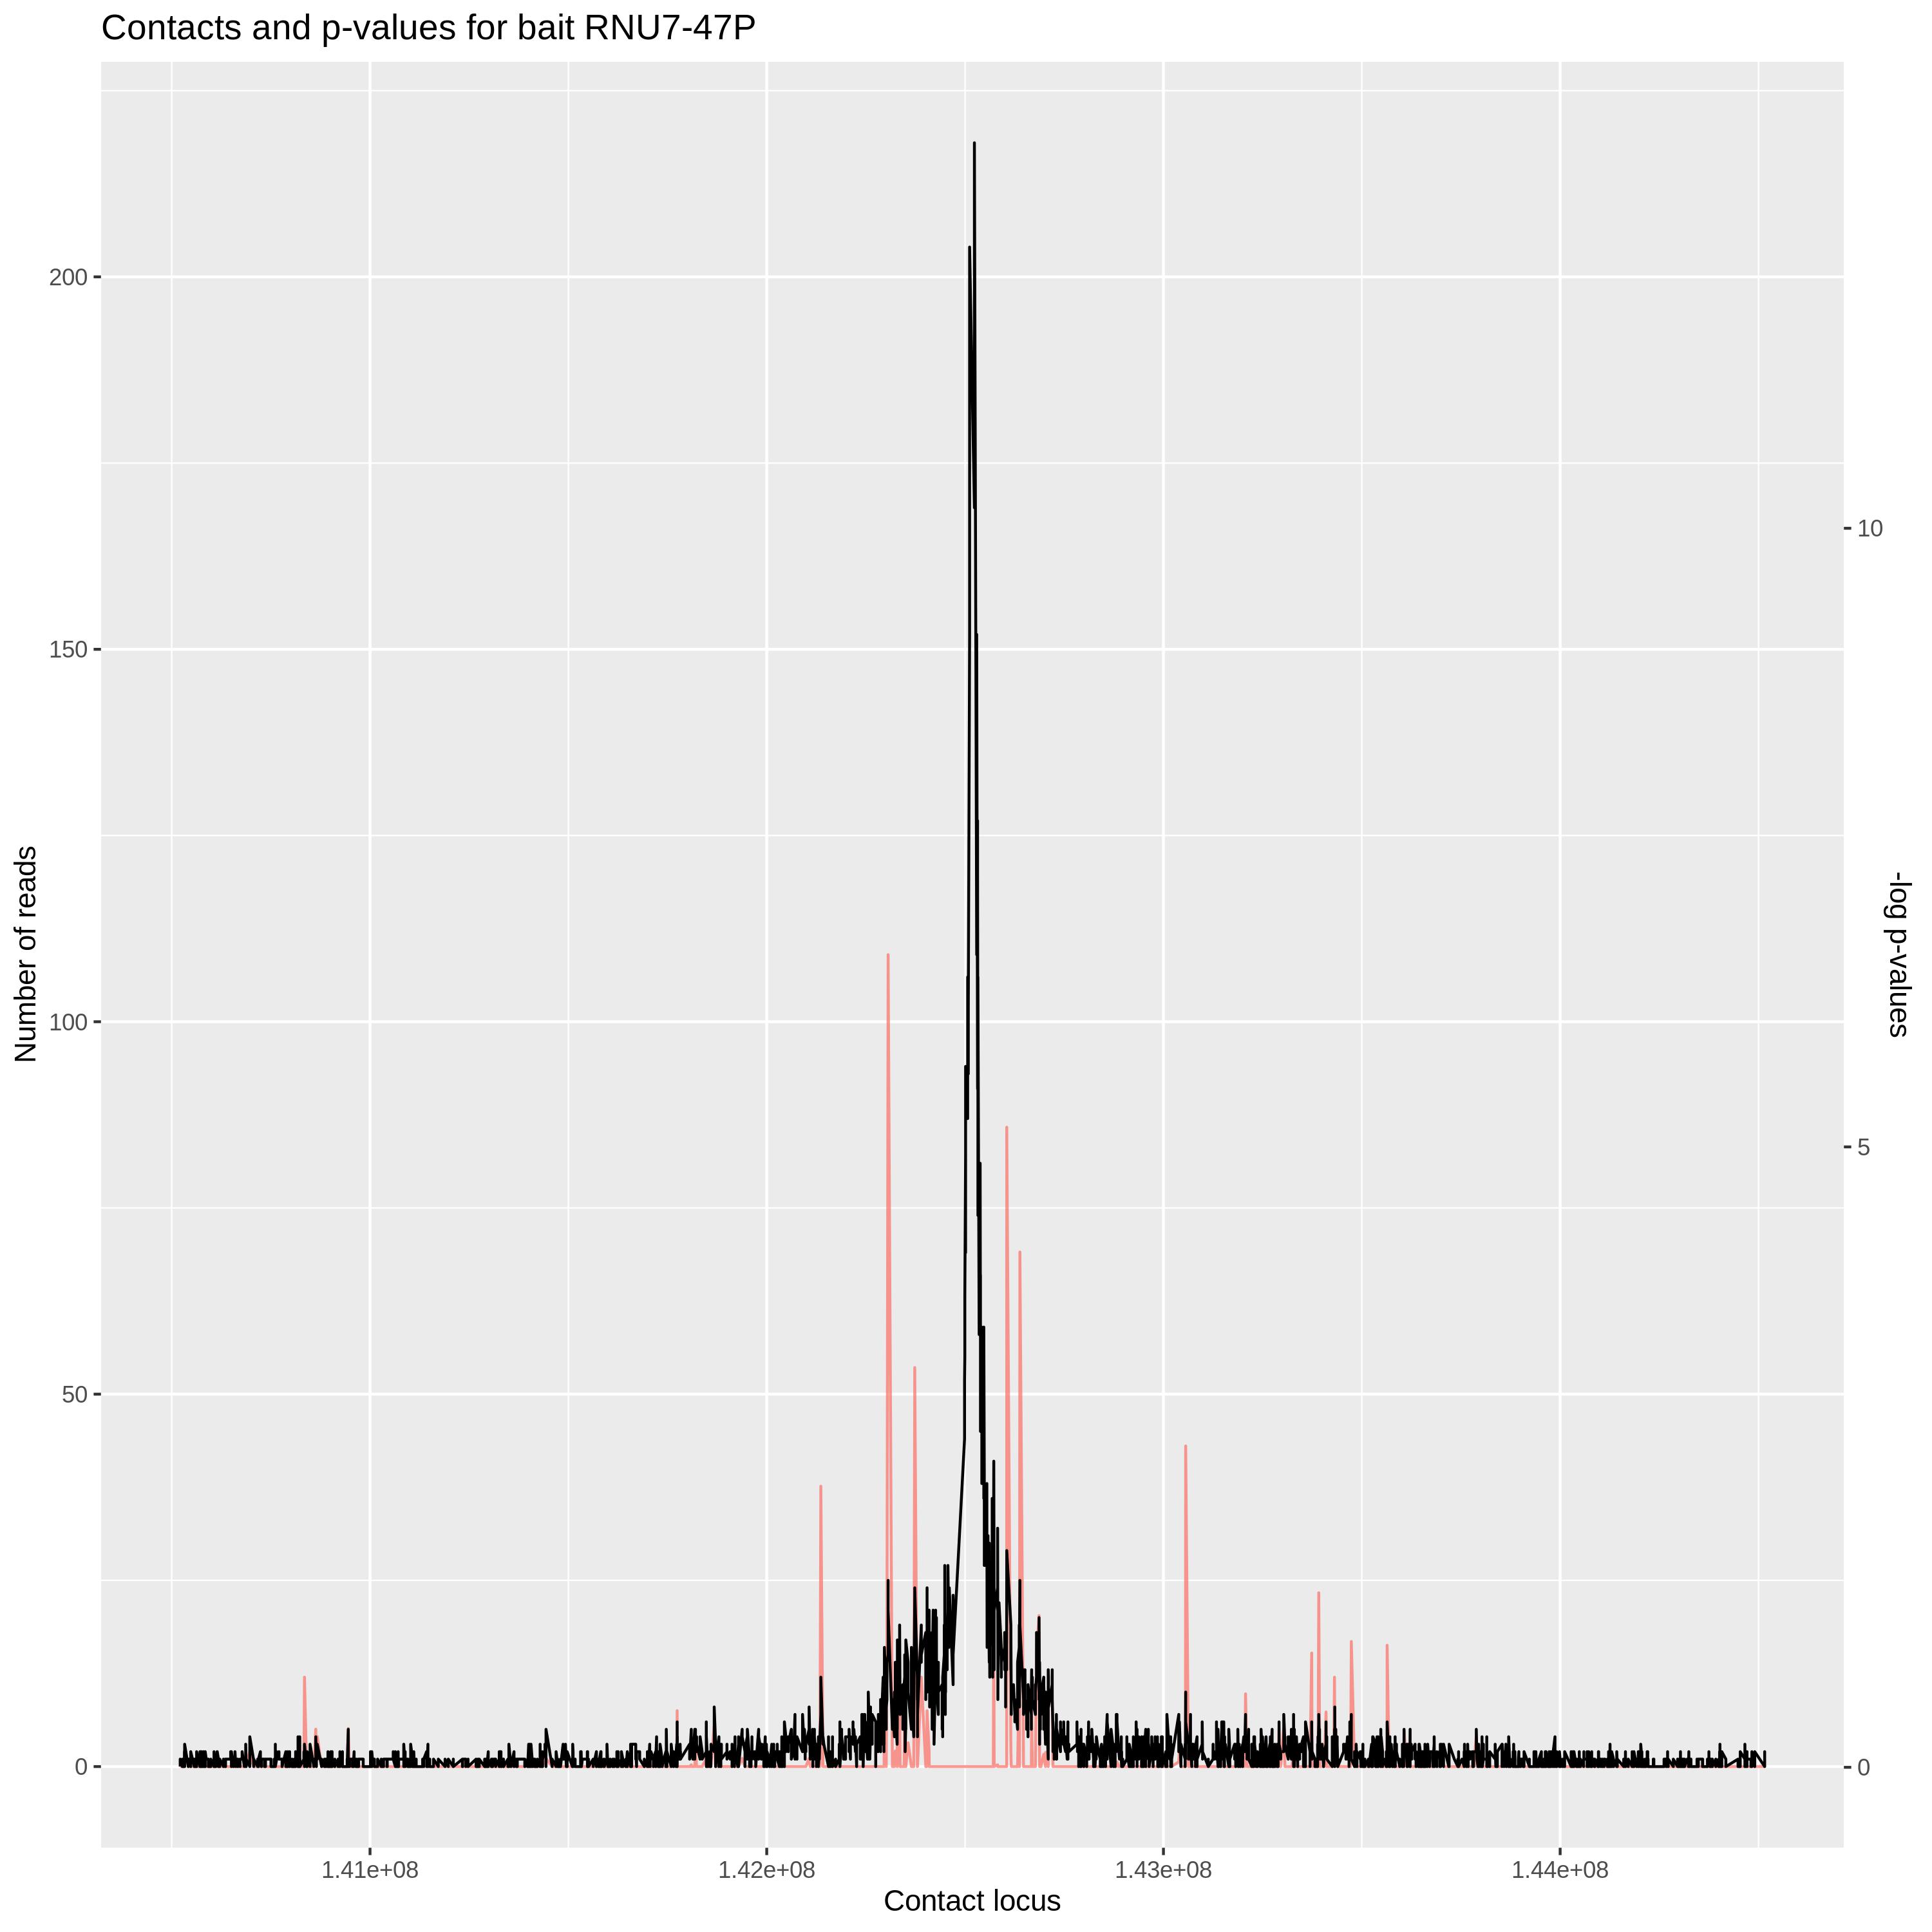 Contacts and p-values for bait RNU7-47P
200
150
100
50
0
Number of reads
10
5
0
-log p-values
1.41e+08
1.42e+08
1.43e+08
1.44e+08
Contact locus